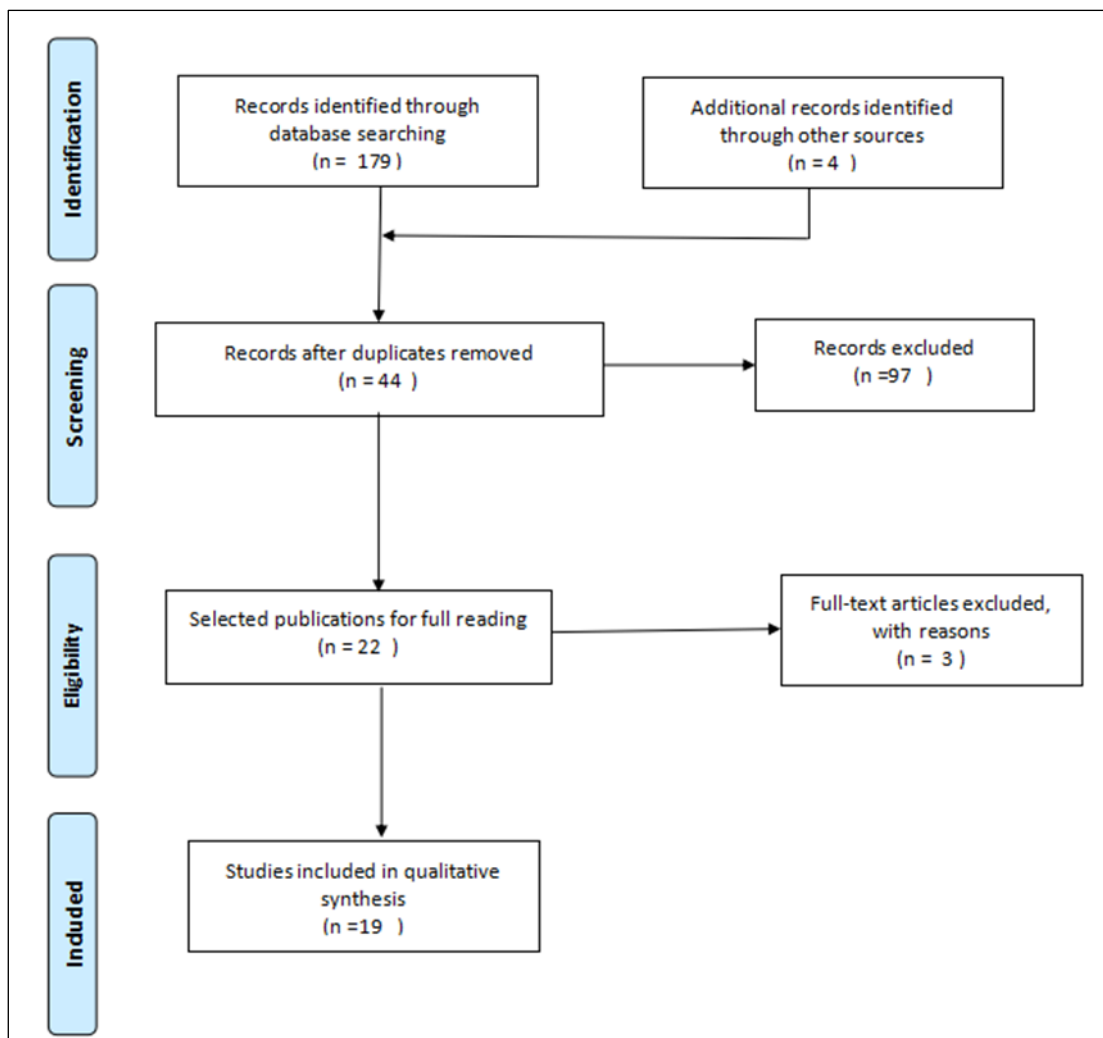 Identification
Records identified through
database searching
(n = 179)
Additional records identified
through other sources
(n = 4 )
Screening
Records after duplicates removed
(n = 44 )
Records excluded
(n =97 )
Eligibility
Selected publications for full reading
(n = 22 )
Full-text articles excluded,
with reasons
(n = 3 )
Included
Studies included in qualitative
synthesis
(n =19 )